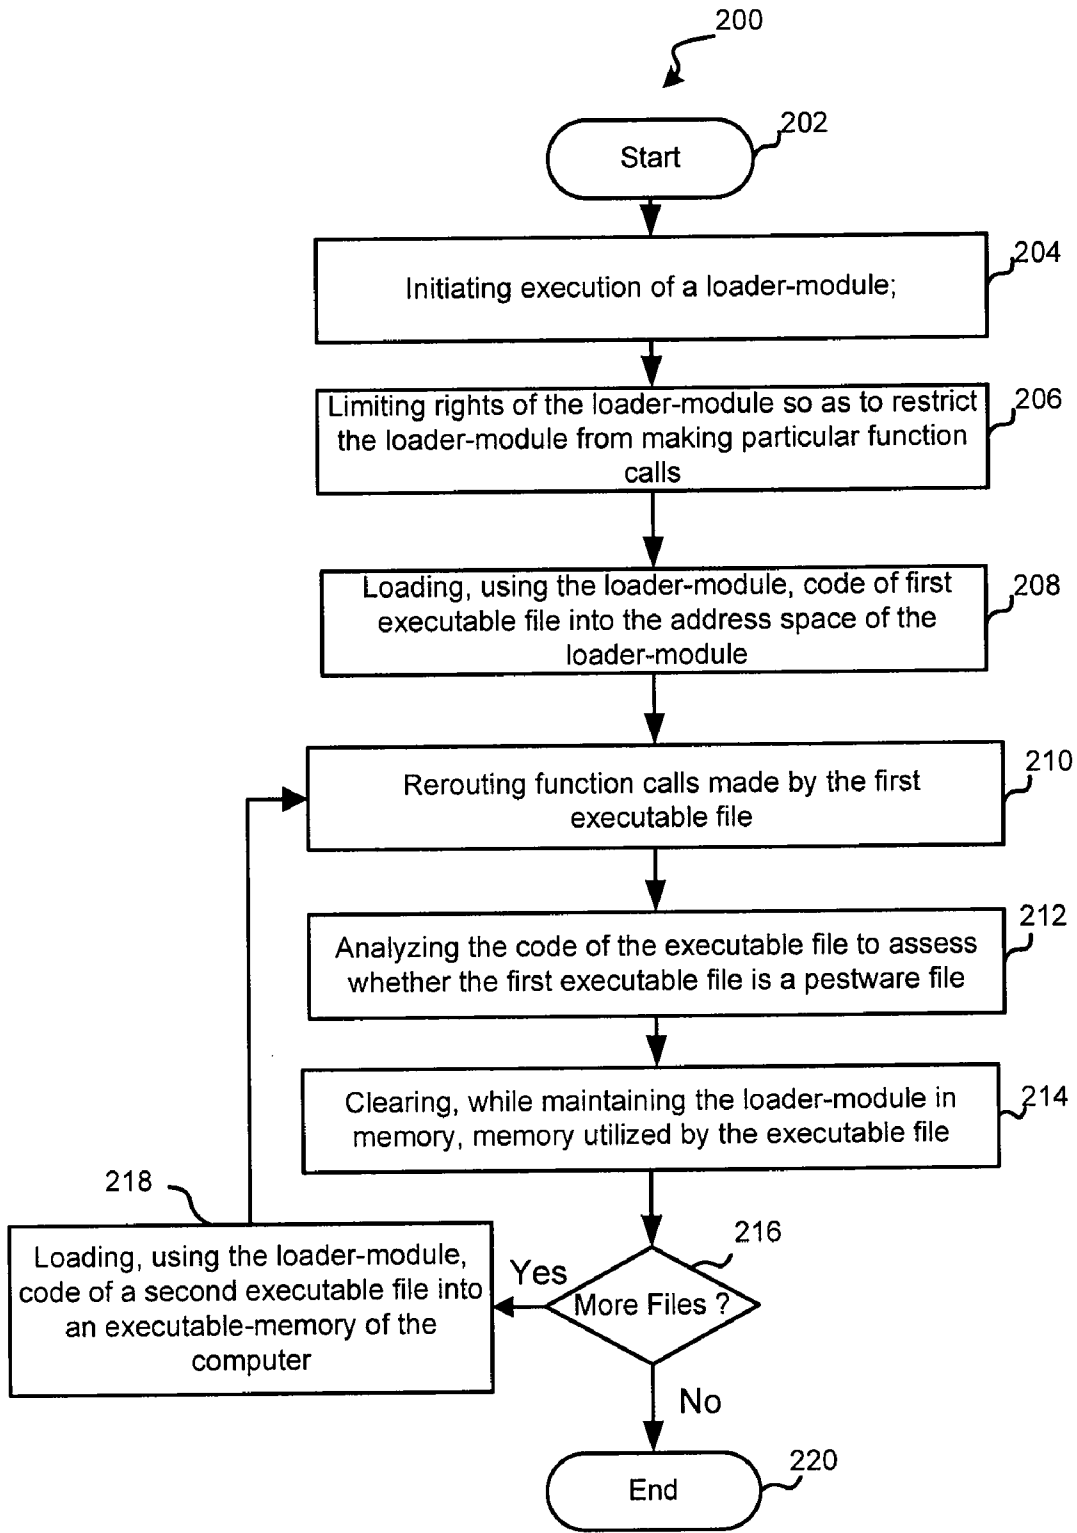 200
202
Start
204
Initiating execution of a loader-module;
206
Limiting rights of the loader-module so as to restrict
the loader-module from making particular function
calls
208
Loading, using the loader-module, code of first
executable file into the address space of the
loader-module
210
Rerouting function calls made by the first
executable file
212
Analyzing the code of the executable file to assess
whether the first executable file is a pestware file
214
Clearing, while maintaining the loader-module in
memory, memory utilized by the executable file
218
216
Loading, using the loader-module,
code of a second executable file into
an executable-memory of the
computer
Yes
More Files ?
No
220
End